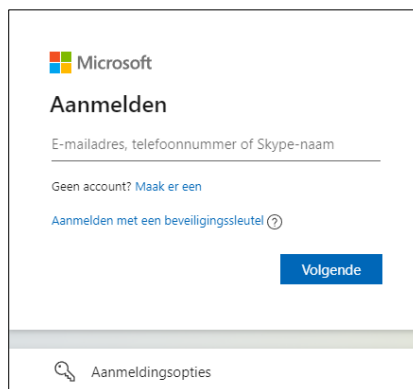 Microsoft
Aanmelden
E-mailadres, telefoonnummer of Skype-naam
Geen account? Maak er een
Aanmelden met een beveiligingssleutel ?
Volgende
Aanmeldingsopties